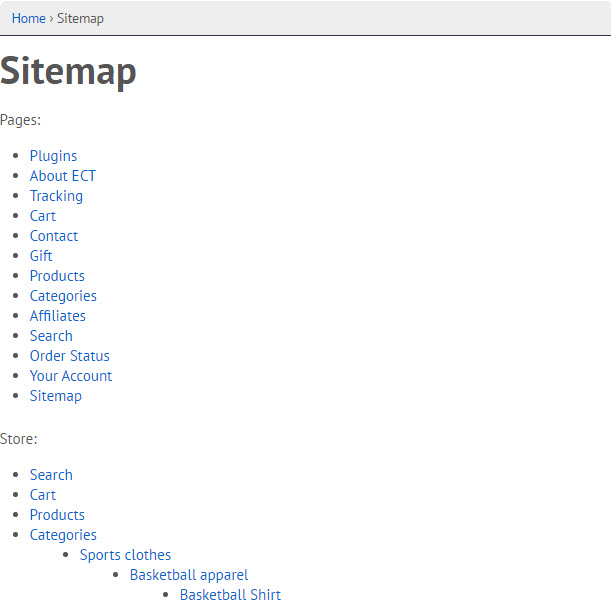 Home › Sitemap
Sitemap
Pages:
Plugins
About ECT
Tracking
Cart
Contact
Gift
Products
Categories
Affiliates
Search
Order Status
Your Account
Sitemap
Store:
Search
Cart
Products
Categories
Sports clothes
Basketball apparel
Basketball Shirt